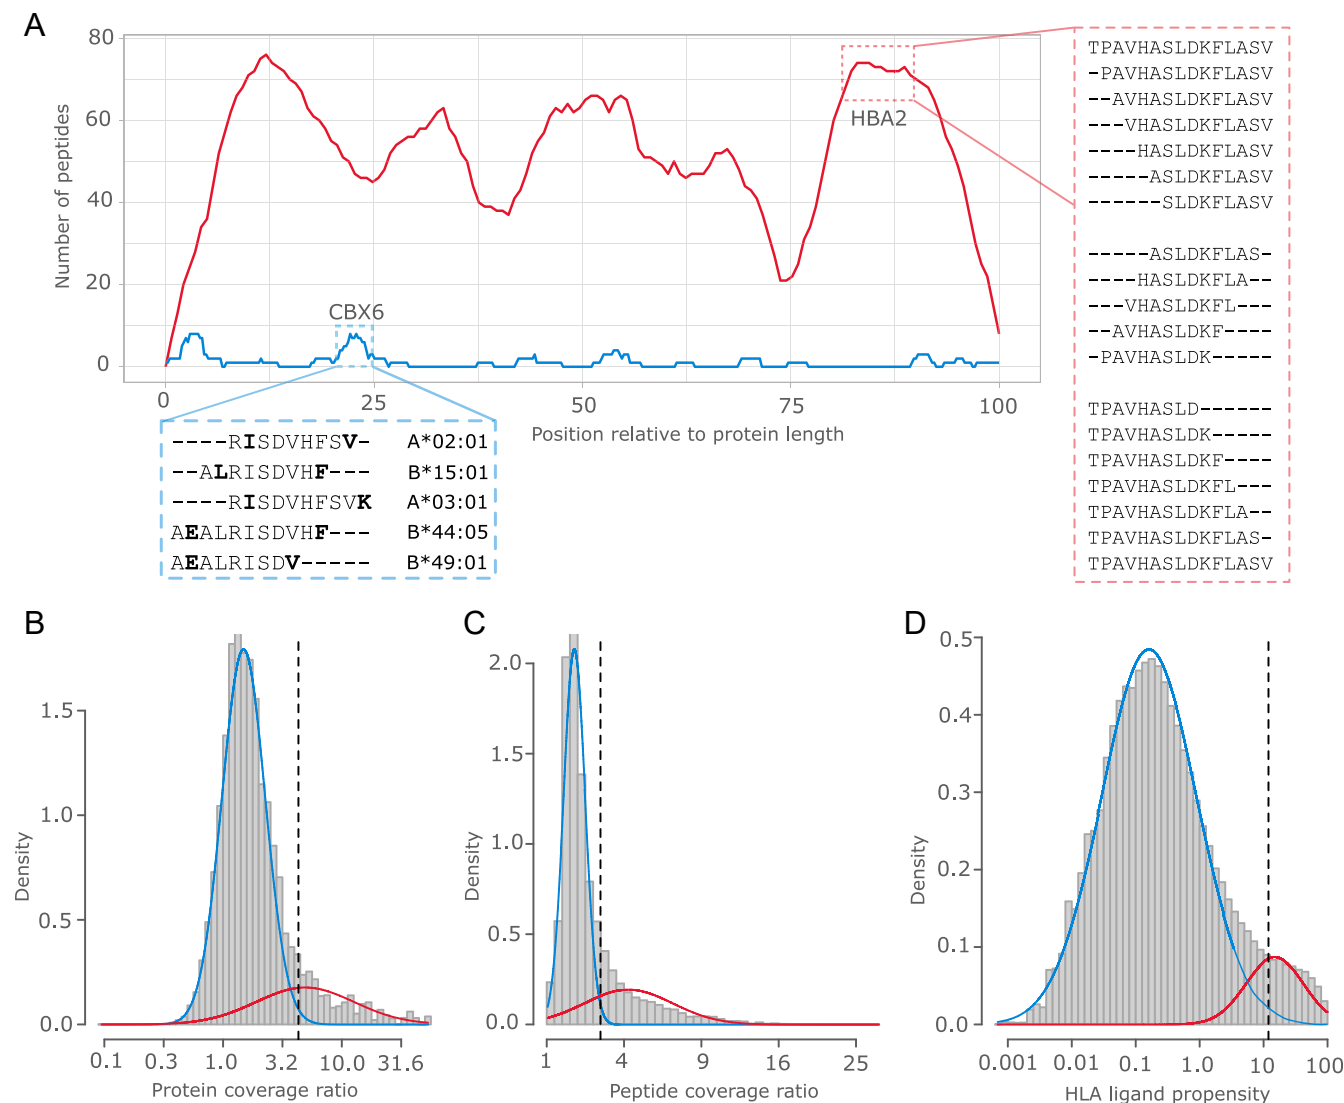 A
80
60
40
20
0
Number of peptides
HBA2
CBX6
0
25
50
75
100
Position relative to protein length
----RISDVHFSV- A*02:01
--ALRISDVHF--- B*15:01
----RISDVHFSVK A*03:01
AEALRISDVHF--- B*44:05
AEALRISDV----- B*49:01
TPAVHASLDKFLASV
-PAVHASLDKFLASV
--AVHASLDKFLASV
---VHASLDKFLASV
----HASLDKFLASV
-----ASLDKFLASV
------SLDKFLASV
-----ASLDKFLAS-
----HASLDKFLA--
---VHASLDKFL---
--AVHASLDKF----
-PAVHASLDK-----
TPAVHASLD------
TPAVHASLDK-----
TPAVHASLDKF----
TPAVHASLDKFL---
TPAVHASLDKFLA--
TPAVHASLDKFLAS-
TPAVHASLDKFLASV
B
1.5
1.0
0.5
0.0
Density
0.1 0.3 1.0 3.2 10.0 31.6
Protein coverage ratio
C
2.0
1.5
1.0
0.5
0.0
Density
1 4 9 16 25
Peptide coverage ratio
D
0.5
0.4
0.3
0.2
0.1
0.0
Density
0.001 0.01 0.1 1.0 10 100
HLA ligand propensity